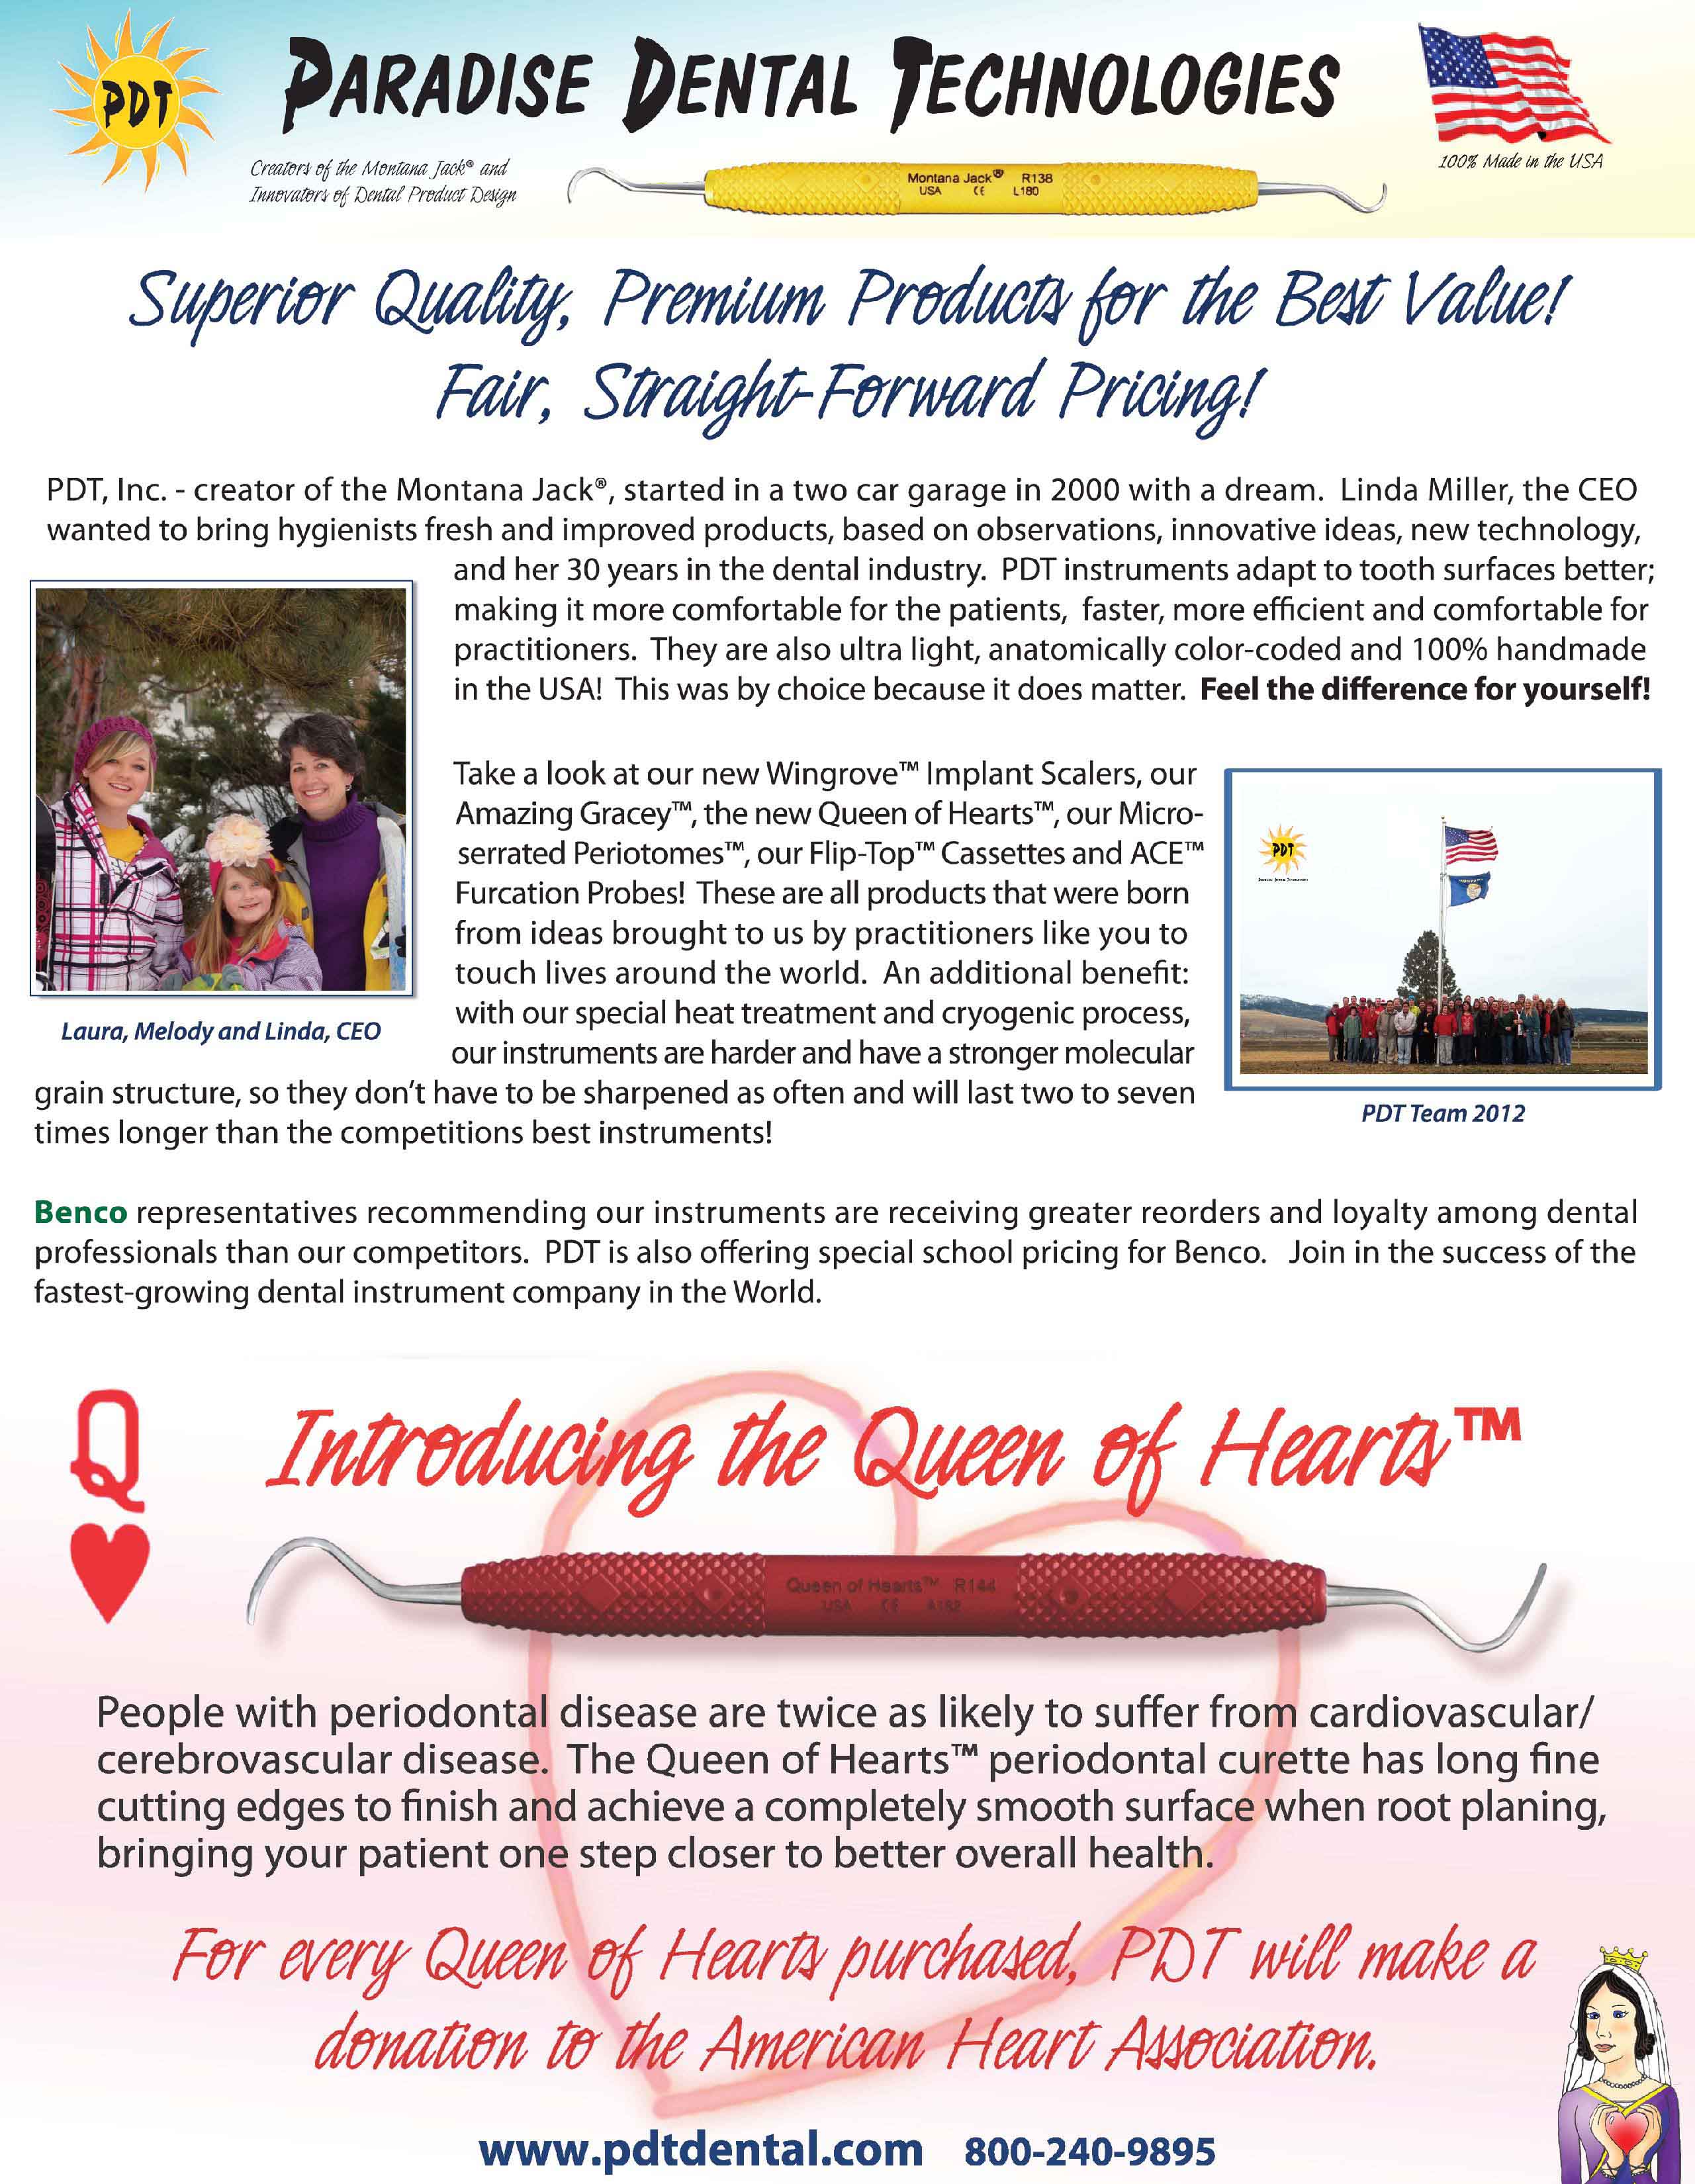 PDT
PARADISE DENTAL TECHNOLOGIES
Creators of the Montana Jack® and
Innovators of Dental Product Design
Montana Jack® R138
USA CE L180
100% Made in the USA
Superior Quality, Premium Products for the Best Value!
Fair, Straight-Forward Pricing!
PDT, Inc. - creator of the Montana Jack®, started in a two car garage in 2000 with a dream. Linda Miller, the CEO
wanted to bring hygienists fresh and improved products, based on observations, innovative ideas, new technology,
and her 30 years in the dental industry. PDT instruments adapt to tooth surfaces better;
making it more comfortable for the patients, faster, more efficient and comfortable for
practitioners. They are also ultra light, anatomically color-coded and 100% handmade
in the USA! This was by choice because it does matter. Feel the difference for yourself!
Laura, Melody and Linda, CEO
Take a look at our new Wingrove™ Implant Scalers, our
Amazing Gracey™, the new Queen of Hearts™, our Micro-
serrated Periotomes™, our Flip-Top™ Cassettes and ACE™
Furcation Probes! These are all products that were born
from ideas brought to us by practitioners like you to
touch lives around the world. An additional benefit:
with our special heat treatment and cryogenic process,
our instruments are harder and have a stronger molecular
grain structure, so they don't have to be sharpened as often and will last two to seven
times longer than the competitions best instruments!
PDT
Paradise Dental Technologies
PDT Team 2012
Benco representatives recommending our instruments are receiving greater reorders and loyalty among dental
professionals than our competitors. PDT is also offering special school pricing for Benco. Join in the success of the
fastest-growing dental instrument company in the World.
Q
Introducing the Queen of Hearts™
Queen of Hearts™ R144
USA CE A182
People with periodontal disease are twice as likely to suffer from cardiovascular/
cerebrovascular disease. The Queen of Hearts™ periodontal curette has long fine
cutting edges to finish and achieve a completely smooth surface when root planing,
bringing your patient one step closer to better overall health.
For every Queen of Hearts purchased, PDT will make a
donation to the American Heart Association.
www.pdtdental.com 800-240-9895